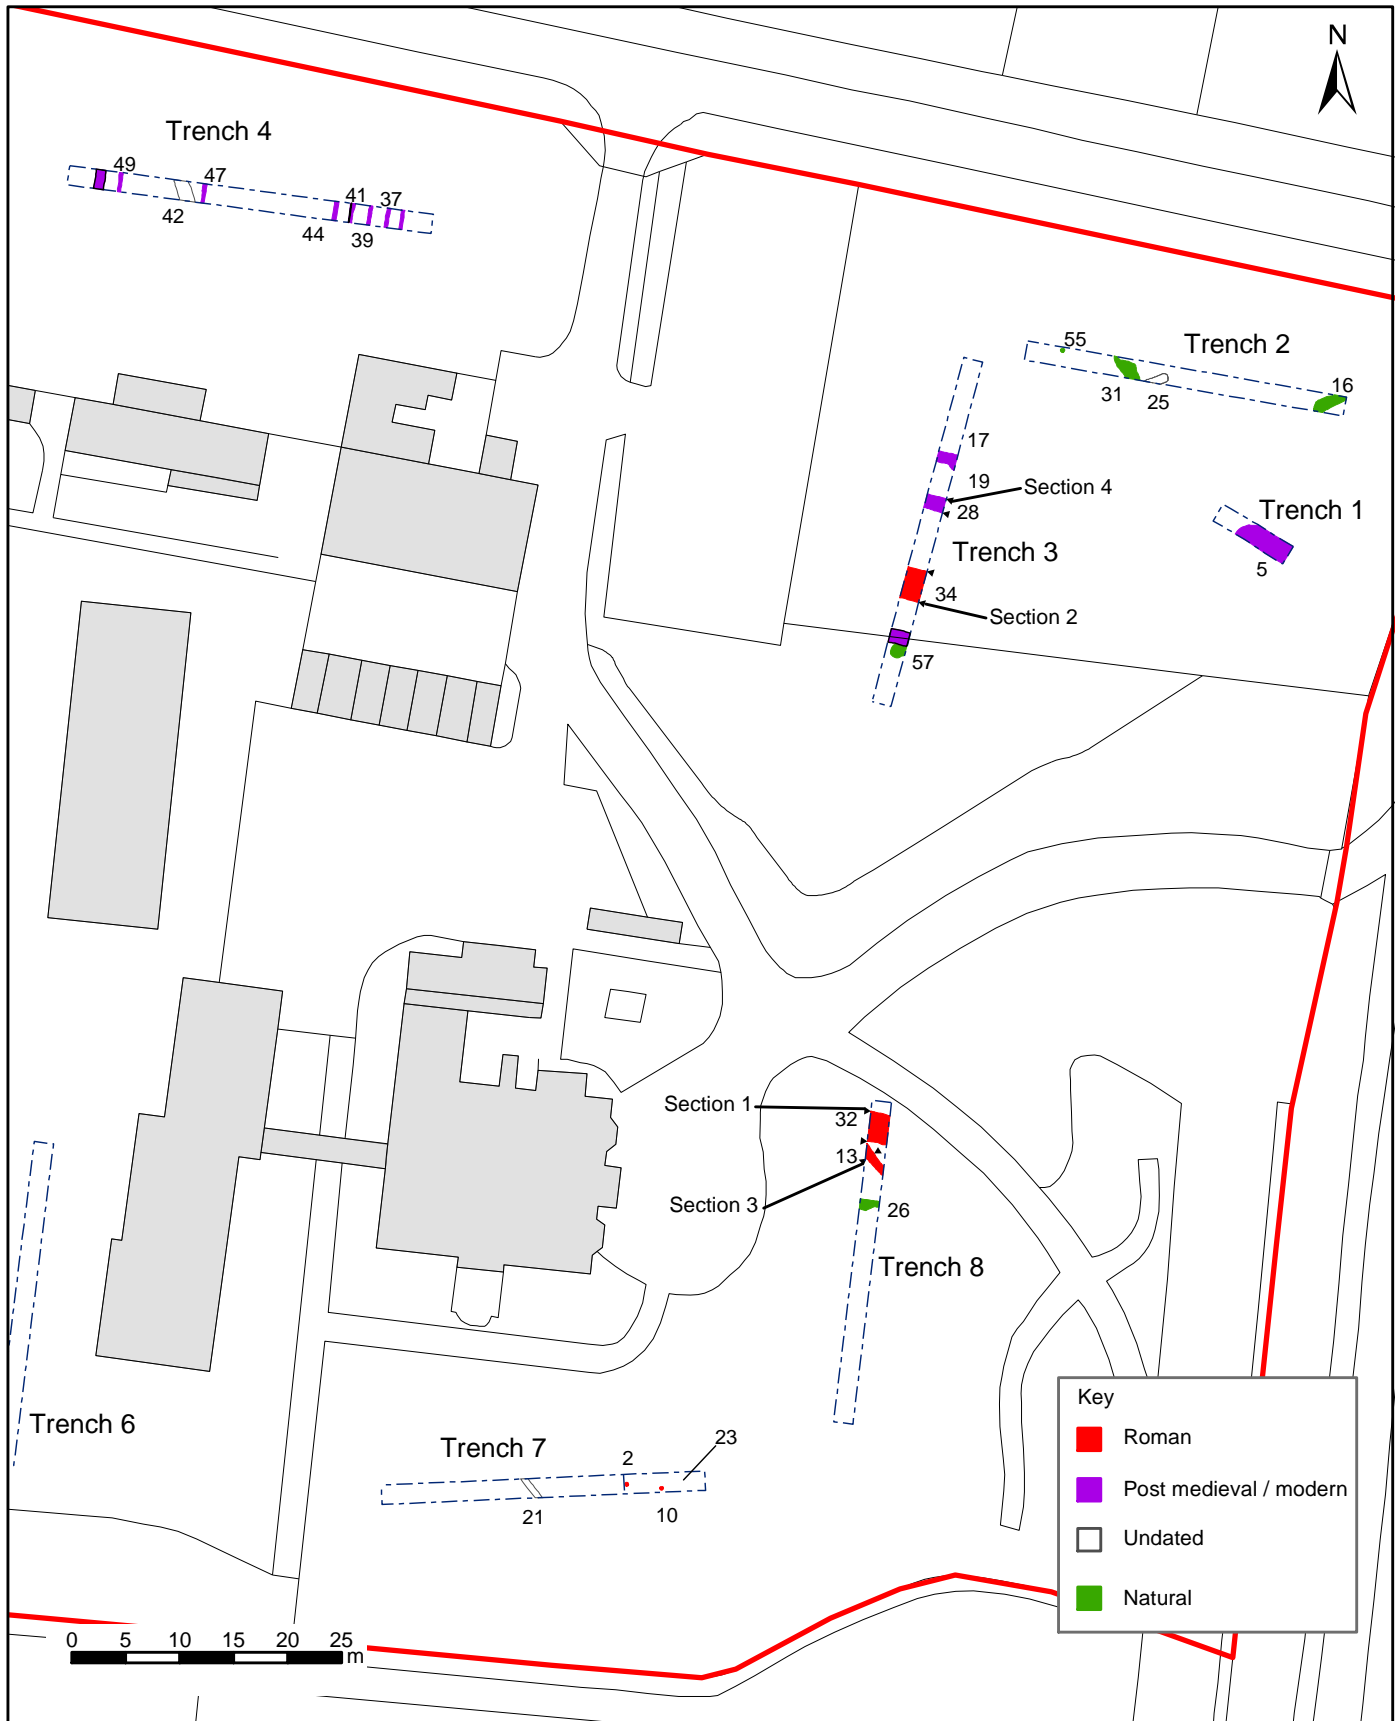 N
Trench 4
49
47
41
37
42
44
39
Trench 2
55
31
25
16
17
19
Section 4
28
Trench 1
5
Trench 3
34
Section 2
57
Section 1
32
13
Section 3
26
Trench 8
Trench 6
Trench 7
23
2
21
10
Key
Roman
Post medieval / modern
Undated
Natural
0 5 10 15 20 25
m